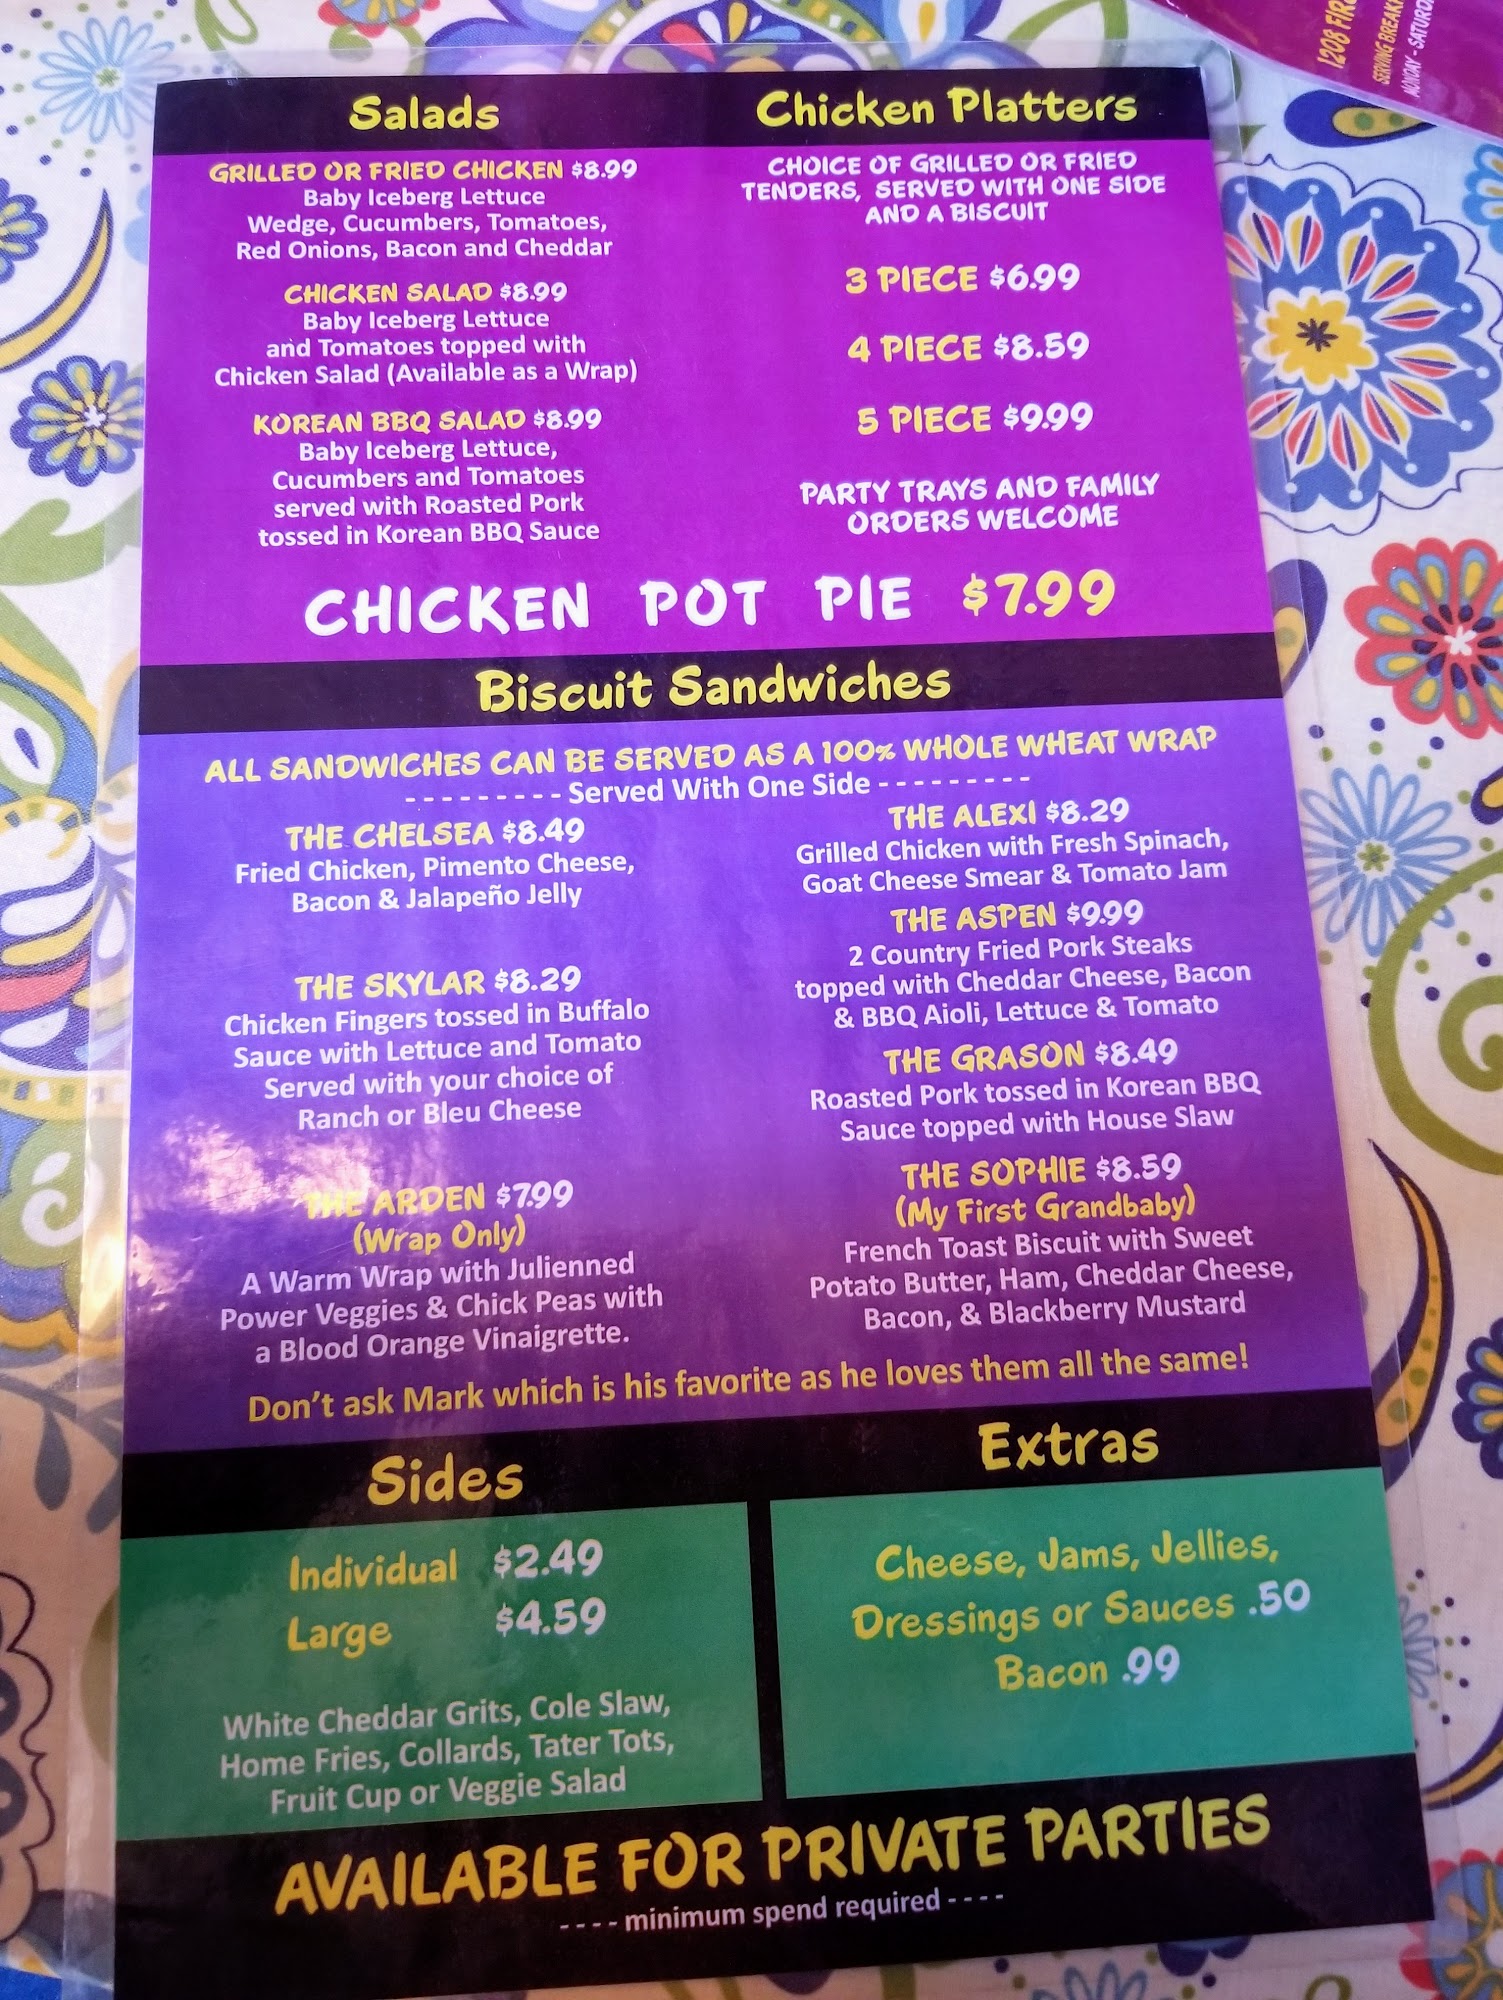 1208 FIR
SERVING BREAK
MONDAY - SATURD
Salads
GRILLED OR FRIED CHICKEN $8.99
Baby Iceberg Lettuce
Wedge, Cucumbers, Tomatoes,
Red Onions, Bacon and Cheddar
CHICKEN SALAD $8.99
Baby Iceberg Lettuce
and Tomatoes topped with
Chicken Salad (Available as a Wrap)
KOREAN BBQ SALAD $8.99
Baby Iceberg Lettuce,
Cucumbers and Tomatoes
served with Roasted Pork
tossed in Korean BBQ Sauce
Chicken Platters
CHOICE OF GRILLED OR FRIED
TENDERS, SERVED WITH ONE SIDE
AND A BISCUIT
3 PIECE $6.99
4 PIECE $8.59
5 PIECE $9.99
PARTY TRAYS AND FAMILY
ORDERS WELCOME
CHICKEN POT PIE $7.99
Biscuit Sandwiches
ALL SANDWICHES CAN BE SERVED AS A 100% WHOLE WHEAT WRAP
- - - - - - - - - Served With One Side - - - - - - - - -
THE CHELSEA $8.49
Fried Chicken, Pimento Cheese,
Bacon & Jalapeño Jelly
THE SKYLAR $8.29
Chicken Fingers tossed in Buffalo
Sauce with Lettuce and Tomato
Served with your choice of
Ranch or Bleu Cheese
THE ARDEN $7.99
(Wrap Only)
A Warm Wrap with Julienned
Power Veggies & Chick Peas with
a Blood Orange Vinaigrette.
THE ALEXI $8.29
Grilled Chicken with Fresh Spinach,
Goat Cheese Smear & Tomato Jam
THE ASPEN $9.99
2 Country Fried Pork Steaks
topped with Cheddar Cheese, Bacon
& BBQ Aioli, Lettuce & Tomato
THE GRASON $8.49
Roasted Pork tossed in Korean BBQ
Sauce topped with House Slaw
THE SOPHIE $8.59
(My First Grandbaby)
French Toast Biscuit with Sweet
Potato Butter, Ham, Cheddar Cheese,
Bacon, & Blackberry Mustard
Don't ask Mark which is his favorite as he loves them all the same!
Sides
Individual $2.49
Large $4.59
White Cheddar Grits, Cole Slaw,
Home Fries, Collards, Tater Tots,
Fruit Cup or Veggie Salad
Extras
Cheese, Jams, Jellies,
Dressings or Sauces .50
Bacon .99
AVAILABLE FOR PRIVATE PARTIES
- - - - minimum spend required - - - -